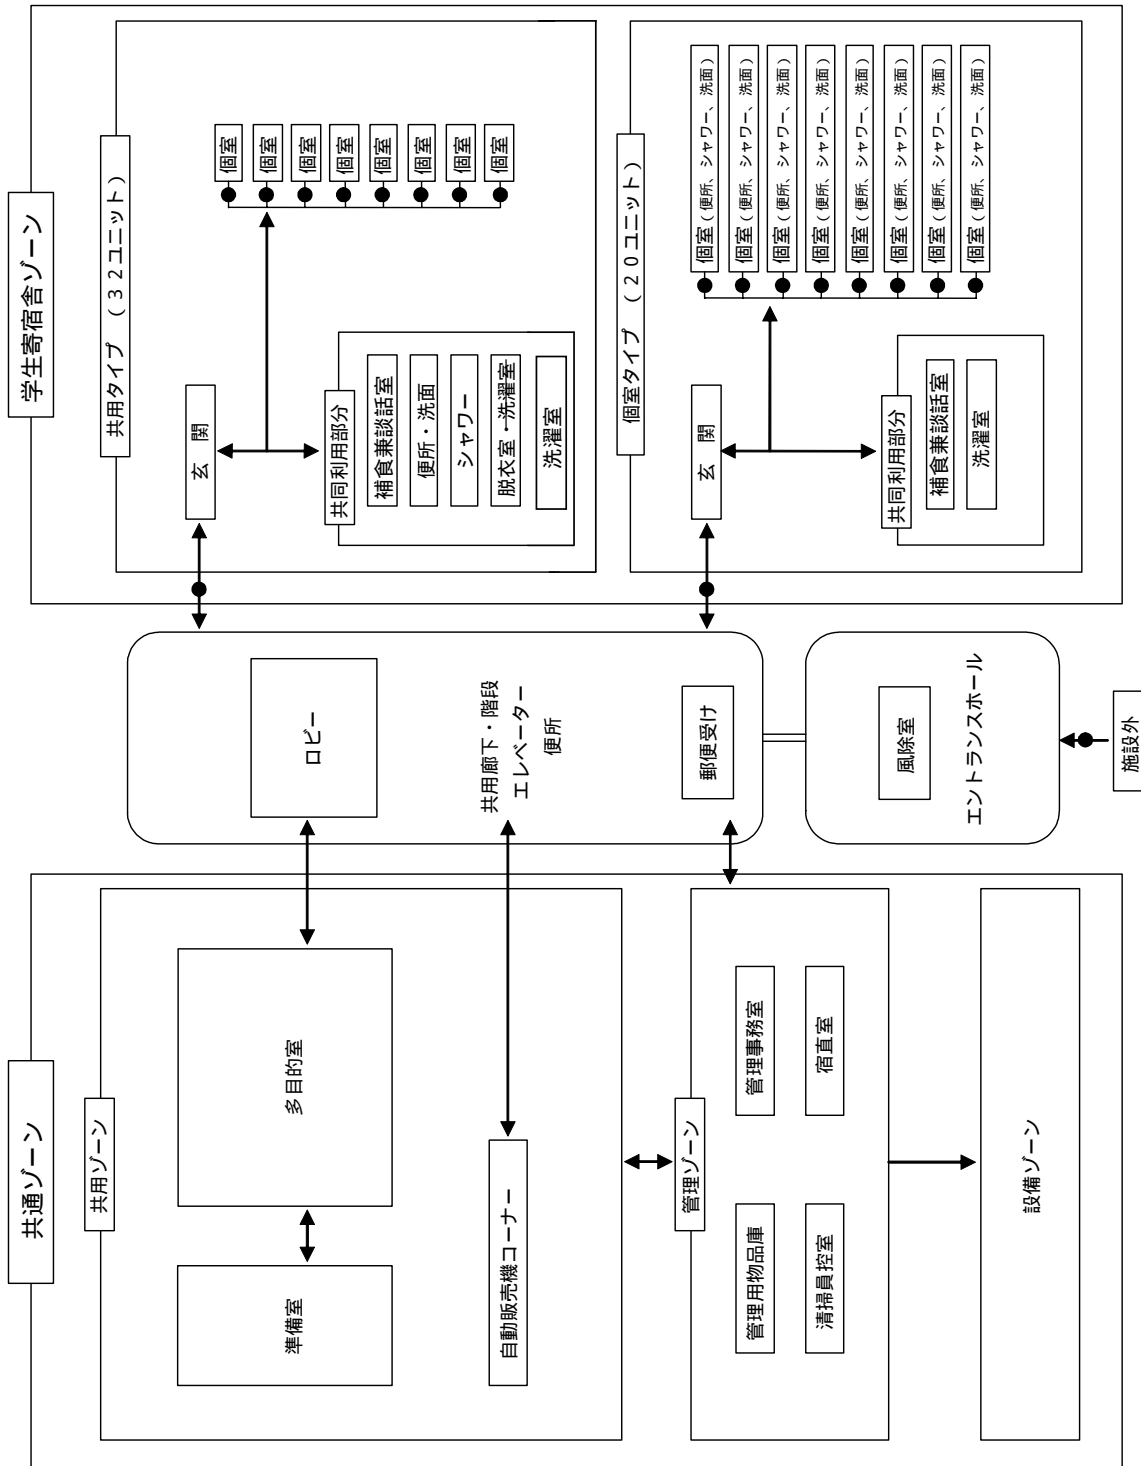 共通ゾーン
共用ゾーン
準備室
多目的室
自動販売機コーナー
管理ゾーン
管理用物品庫
管理事務室
清掃員控室
宿直室
設備ゾーン
ロビー
共用廊下・階段
エレベーター
便所
郵便受け
風除室
エントランスホール
施設外
学生寄宿舎ゾーン
共用タイプ （３２ユニット）
玄 関
共同利用部分
補食兼談話室
便所・洗面
シャワー
脱衣室・洗濯室
洗濯室
個室
個室
個室
個室
個室
個室
個室
個室
個室タイプ （２０ユニット）
玄 関
共同利用部分
補食兼談話室
洗濯室
個室（便所、シャワー、洗面）
個室（便所、シャワー、洗面）
個室（便所、シャワー、洗面）
個室（便所、シャワー、洗面）
個室（便所、シャワー、洗面）
個室（便所、シャワー、洗面）
個室（便所、シャワー、洗面）
個室（便所、シャワー、洗面）